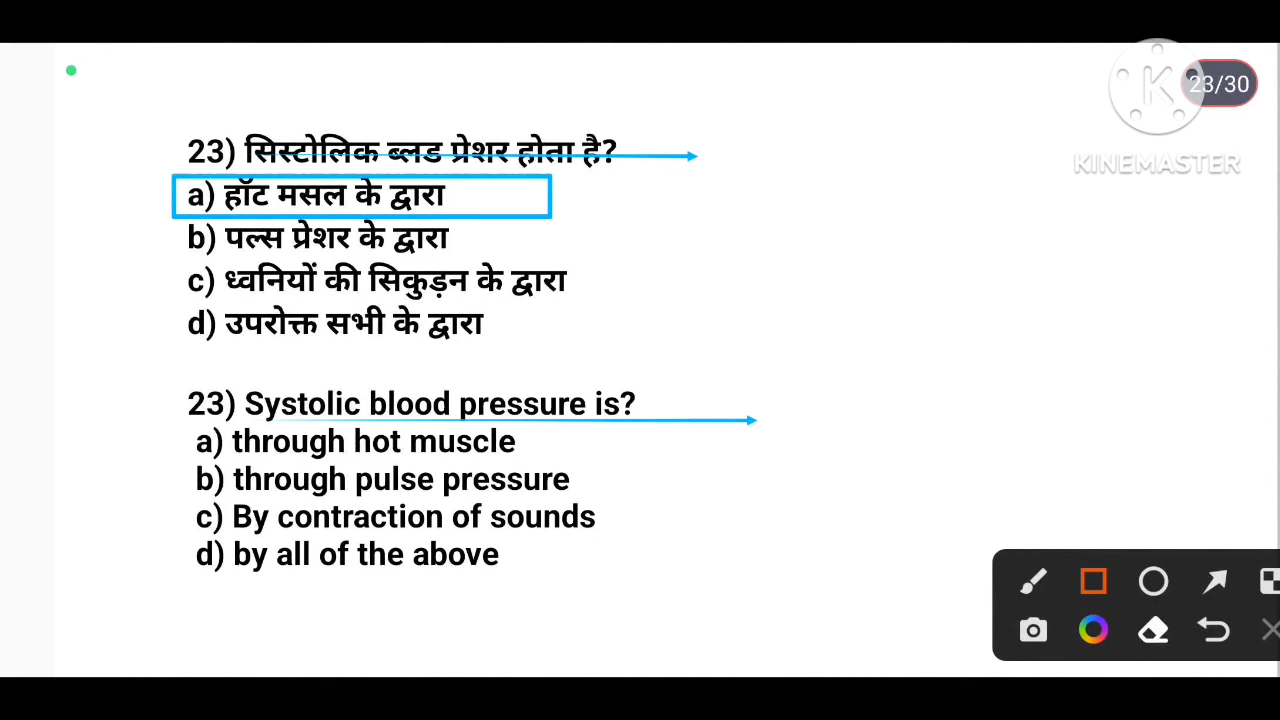 23/30
KINEMASTER
23) सिस्टोलिक ब्लड प्रेशर होता है?
a) हॉट मसल के द्वारा
b) पल्स प्रेशर के द्वारा
c) ध्वनियों की सिकुड़न के द्वारा
d) उपरोक्त सभी के द्वारा
23) Systolic blood pressure is?
a) through hot muscle
b) through pulse pressure
c) By contraction of sounds
d) by all of the above